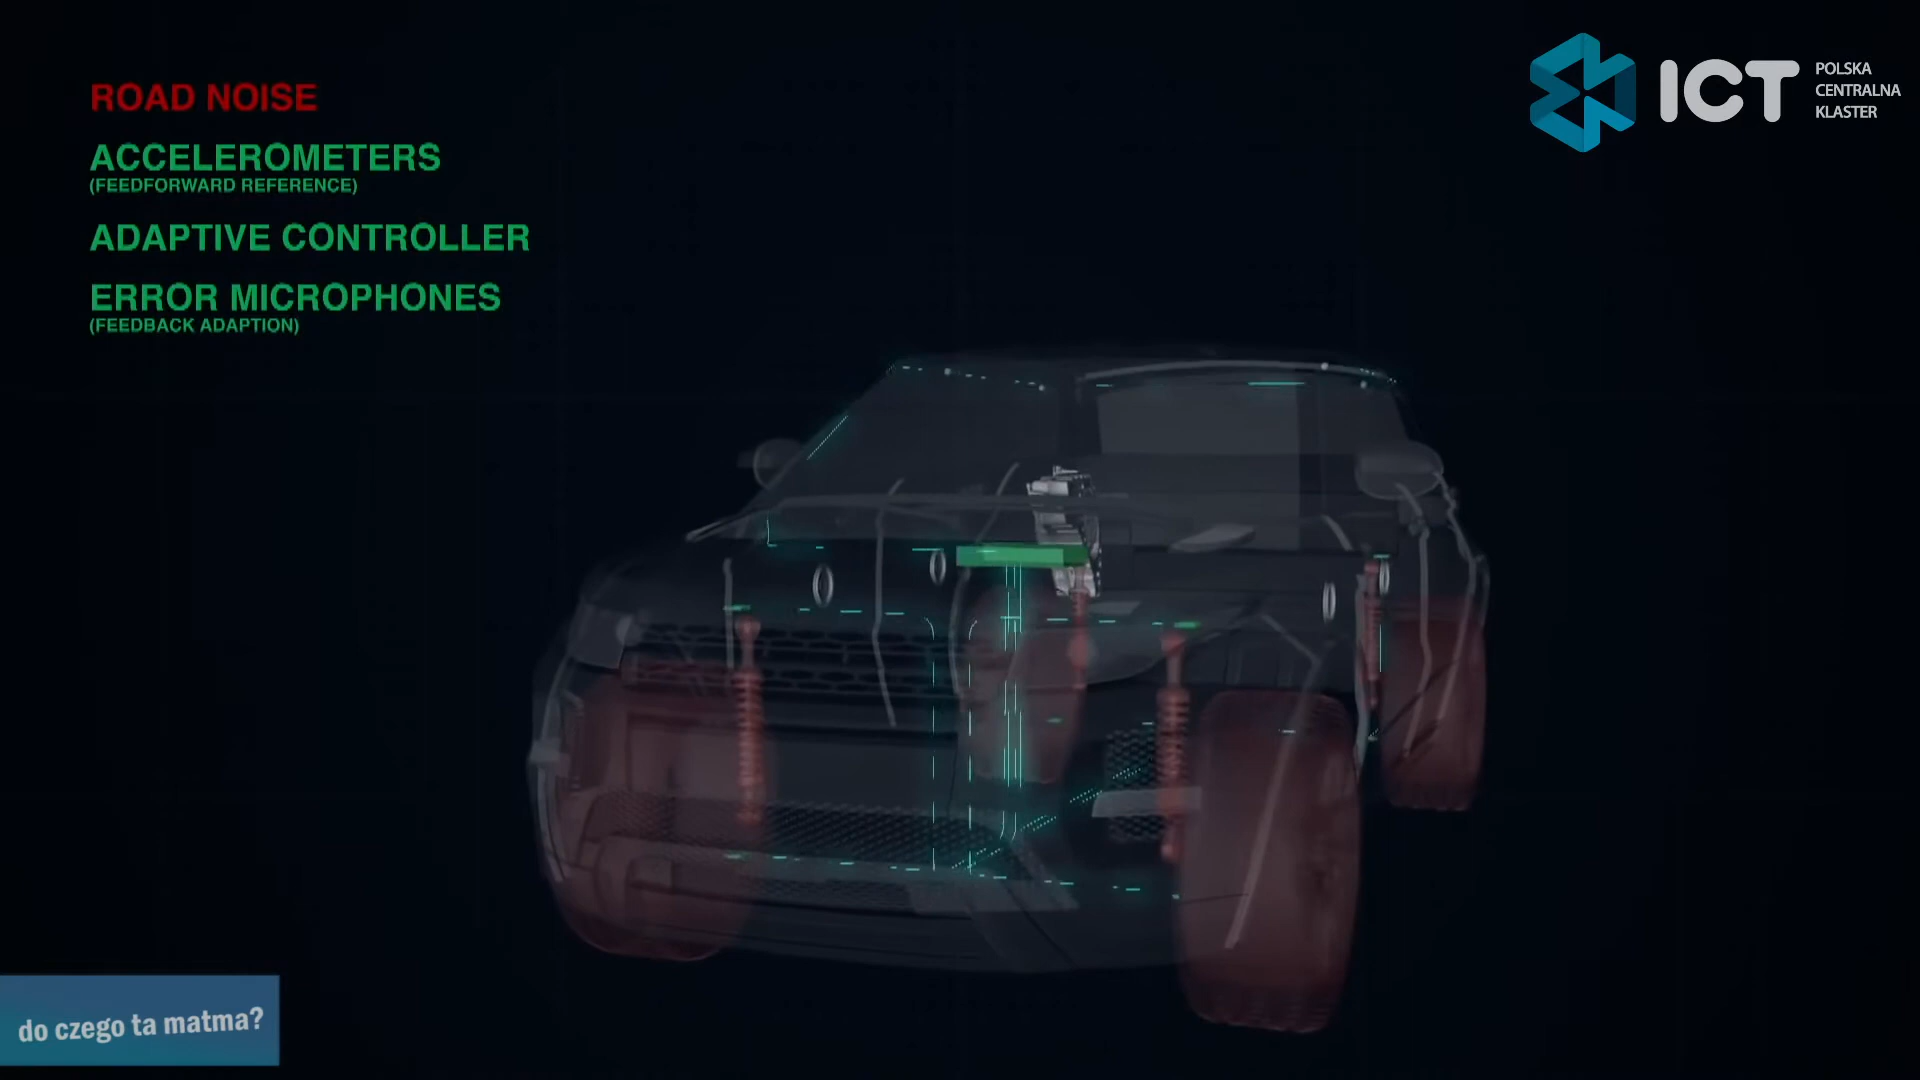 ROAD NOISE
ACCELEROMETERS
(FEEDFORWARD REFERENCE)
ADAPTIVE CONTROLLER
ERROR MICROPHONES
(FEEDBACK ADAPTION)
ICT
POLSKA
CENTRALNA
KLASTER
do czego ta matma?